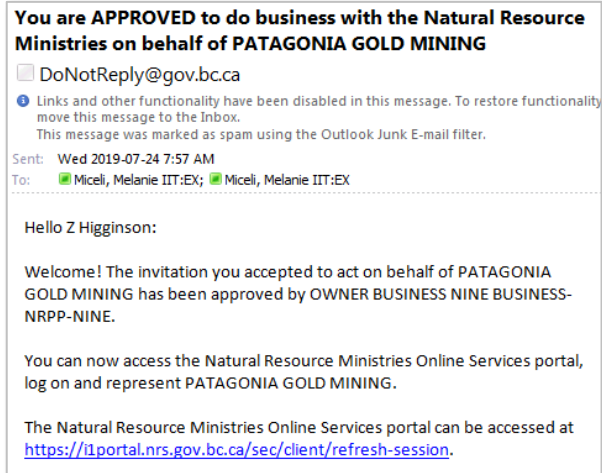 You are APPROVED to do business with the Natural Resource
Ministries on behalf of PATAGONIA GOLD MINING
DoNotReply@gov.bc.ca
Links and other functionality have been disabled in this message. To restore functionality
move this message to the Inbox.
This message was marked as spam using the Outlook Junk E-mail filter.
Sent: Wed 2019-07-24 7:57 AM
To: Miceli, Melanie IIT:EX; Miceli, Melanie IIT:EX
Hello Z Higginson:
Welcome! The invitation you accepted to act on behalf of PATAGONIA
GOLD MINING has been approved by OWNER BUSINESS NINE BUSINESS-
NRPP-NINE.
You can now access the Natural Resource Ministries Online Services portal,
log on and represent PATAGONIA GOLD MINING.
The Natural Resource Ministries Online Services portal can be accessed at
https://i1portal.nrs.gov.bc.ca/sec/client/refresh-session.